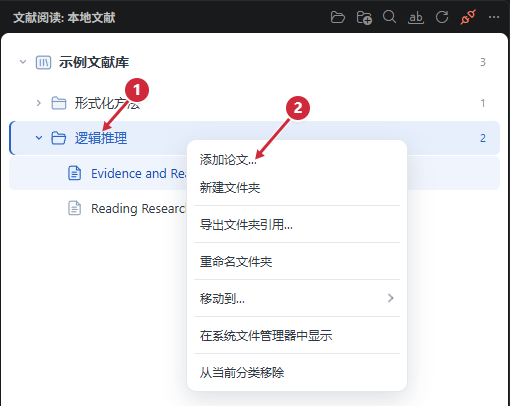 文献阅读: 本地文献
ab
示例文献库 3
形式化方法 1
逻辑推理 2
Evidence and Rea
Reading Research
1
2
添加论文...
新建文件夹
导出文件夹引用...
重命名文件夹
移动到...
在系统文件管理器中显示
从当前分类移除